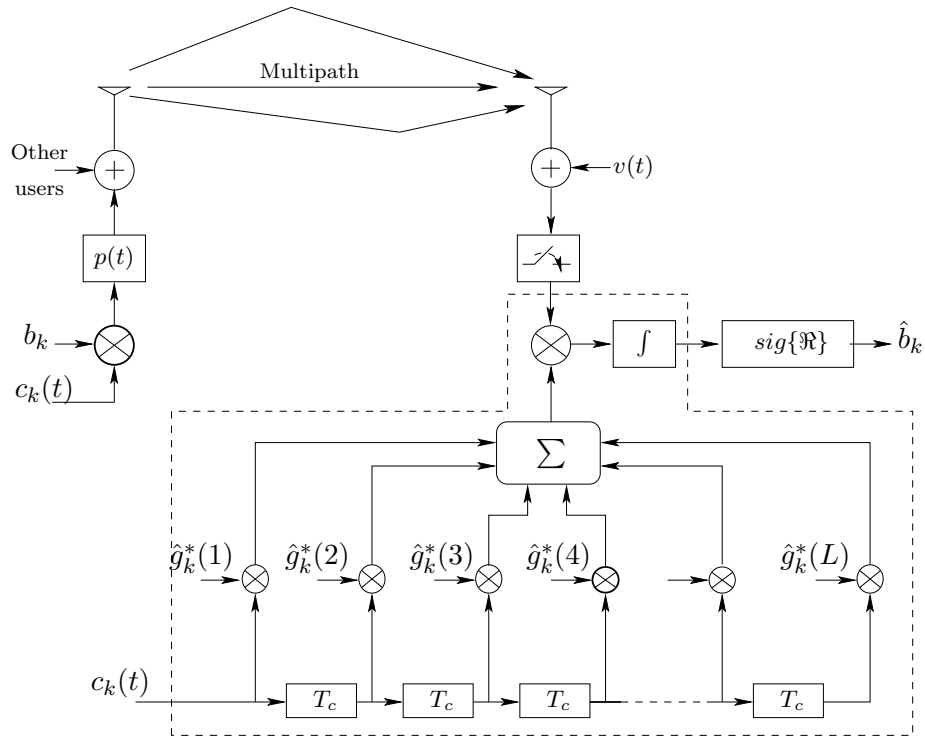 Multipath
Other
users
+
+
v(t)
p(t)
b_k
c_k(t)
∫
sig{ℜ}
b̂_k
Σ
ĝ*_k(1)
ĝ*_k(2)
ĝ*_k(3)
ĝ*_k(4)
ĝ*_k(L)
c_k(t)
T_c
T_c
T_c
T_c